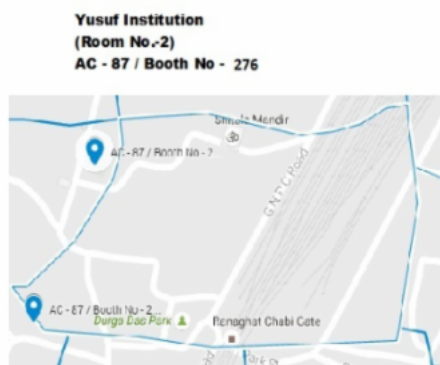 Yusuf Institution
(Room No.-2)
AC - 87 / Booth No - 276
Mandir
AC - 87 / Booth No - 2
G N P C Road
AC - 87 / Booth No - 2...
Durga Das Park
Ranaghat Chabi Gate